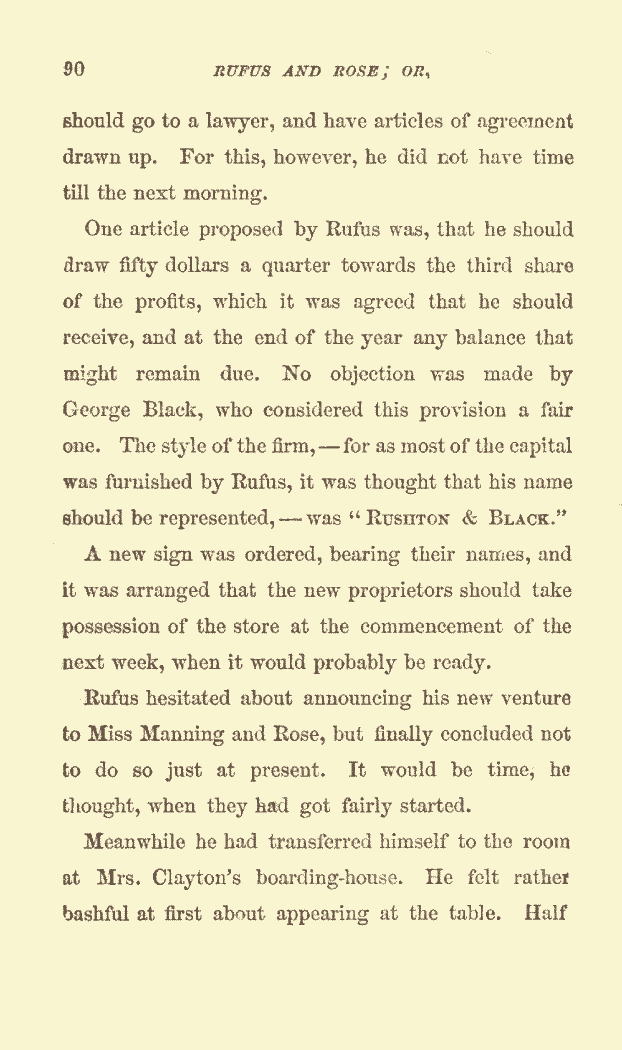 90 RUFUS AND ROSE; OR,
should go to a lawyer, and have articles of agreement
drawn up. For this, however, he did not have time
till the next morning.
One article proposed by Rufus was, that he should
draw fifty dollars a quarter towards the third share
of the profits, which it was agreed that he should
receive, and at the end of the year any balance that
might remain due. No objection was made by
George Black, who considered this provision a fair
one. The style of the firm,—for as most of the capital
was furnished by Rufus, it was thought that his name
should be represented,—was “RUSHTON & BLACK.”
A new sign was ordered, bearing their names, and
it was arranged that the new proprietors should take
possession of the store at the commencement of the
next week, when it would probably be ready.
Rufus hesitated about announcing his new venture
to Miss Manning and Rose, but finally concluded not
to do so just at present. It would be time, he
thought, when they had got fairly started.
Meanwhile he had transferred himself to the room
at Mrs. Clayton's boarding-house. He felt rather
bashful at first about appearing at the table. Half